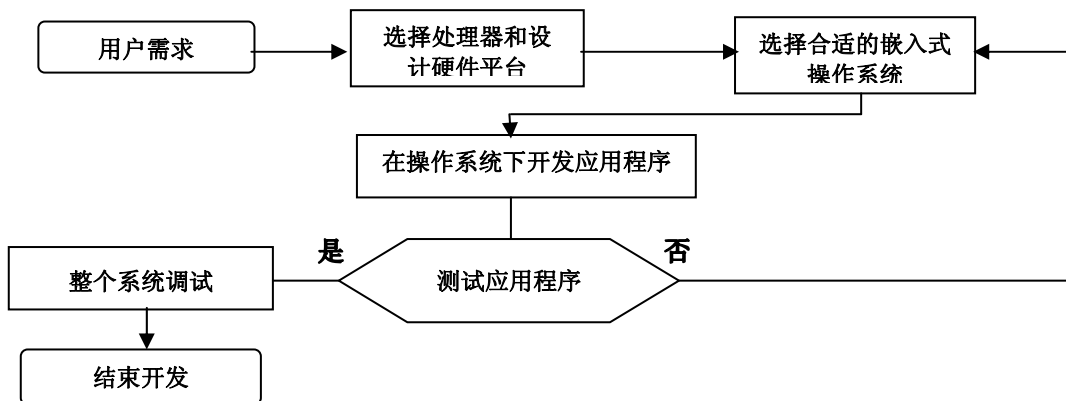 用户需求
选择处理器和设
计硬件平台
选择合适的嵌入式
操作系统
在操作系统下开发应用程序
是
否
测试应用程序
整个系统调试
结束开发